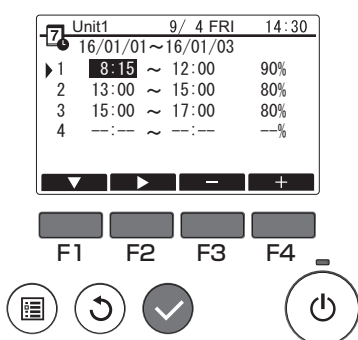 7 Unit1 9/ 4 FRI 14:30
16/01/01~16/01/03
1 8:15 ~ 12:00 90%
2 13:00 ~ 15:00 80%
3 15:00 ~ 17:00 80%
4 --:-- ~ --:-- --%
− +
F1 F2 F3 F4